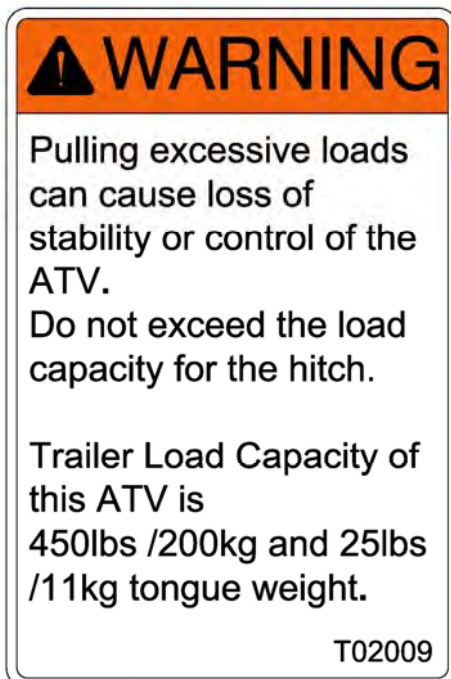 WARNING
Pulling excessive loads
can cause loss of
stability or control of the
ATV.
Do not exceed the load
capacity for the hitch.
Trailer Load Capacity of
this ATV is
450lbs /200kg and 25lbs
/11kg tongue weight.
T02009